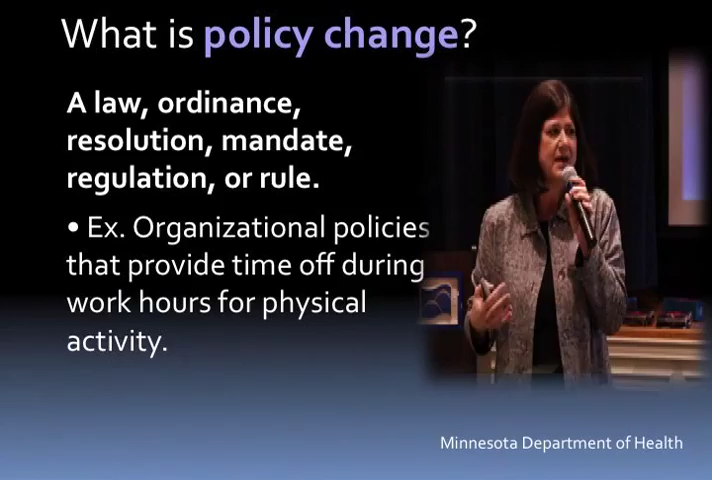 What is policy change?
A law, ordinance,
resolution, mandate,
regulation, or rule.
• Ex. Organizational policies
that provide time off during
work hours for physical
activity.
Minnesota Department of Health